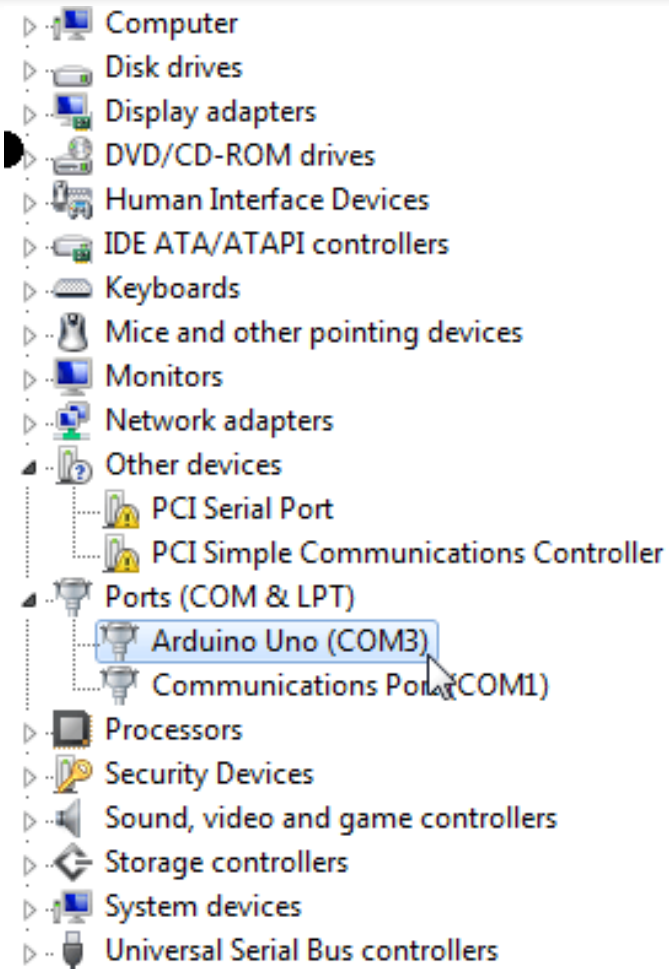 Computer
Disk drives
Display adapters
DVD/CD-ROM drives
Human Interface Devices
IDE ATA/ATAPI controllers
Keyboards
Mice and other pointing devices
Monitors
Network adapters
Other devices
PCI Serial Port
PCI Simple Communications Controller
Ports (COM & LPT)
Arduino Uno (COM3)
Communications Port (COM1)
Processors
Security Devices
Sound, video and game controllers
Storage controllers
System devices
Universal Serial Bus controllers